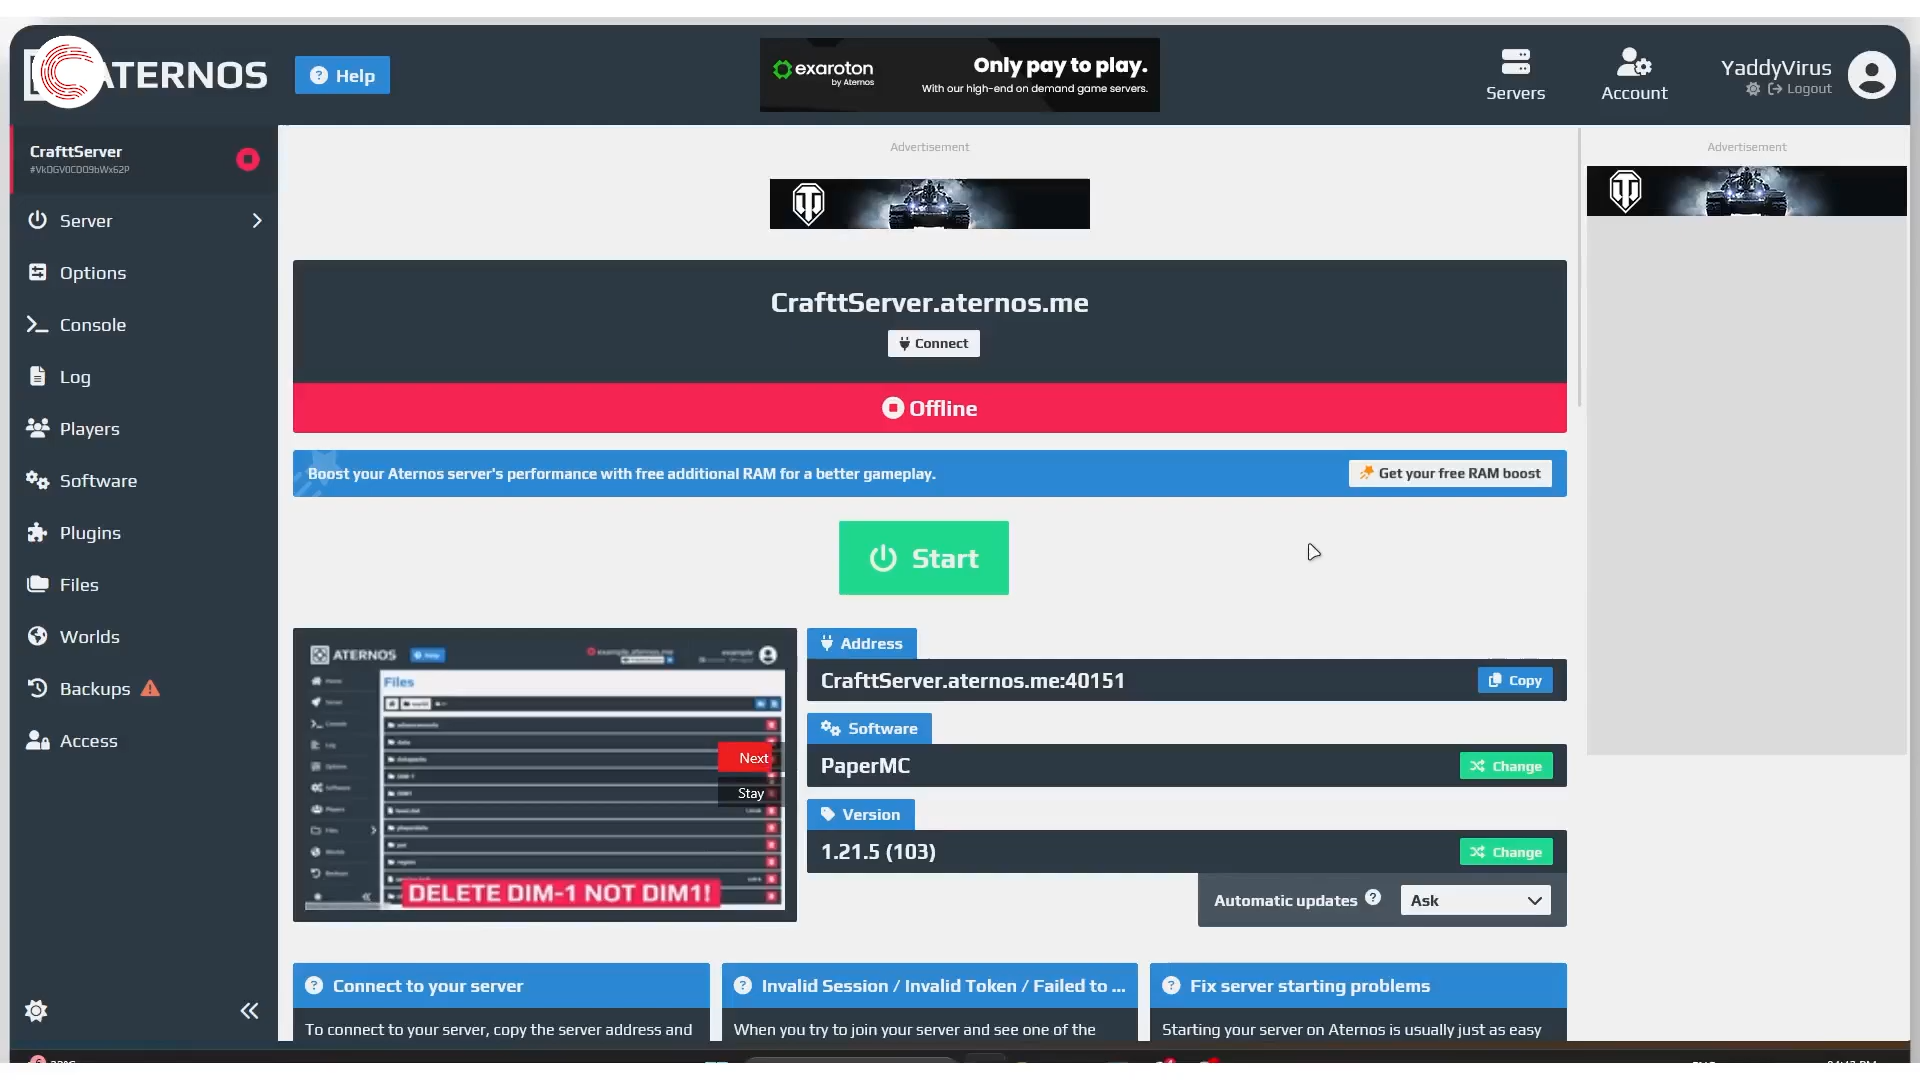 ATERNOS
Help
exaroton
by Aternos
Only pay to play.
With our high-end on demand game servers.
Servers
Account
YaddyVirus
Logout
CrafttServer
Server
Options
Console
Log
Players
Software
Plugins
Files
Worlds
Backups
Access
Advertisement
CrafttServer.aternos.me
Connect
Offline
Boost your Aternos server's performance with free additional RAM for a better gameplay.
Get your free RAM boost
Start
ATERNOS
Files
Next
Stay
DELETE DIM-1 NOT DIM1!
Address
CrafttServer.aternos.me:40151
Copy
Software
PaperMC
Change
Version
1.21.5 (103)
Change
Automatic updates
Ask
Connect to your server
To connect to your server, copy the server address and
Invalid Session / Invalid Token / Failed to ...
When you try to join your server and see one of the
Fix server starting problems
Starting your server on Aternos is usually just as easy
Advertisement